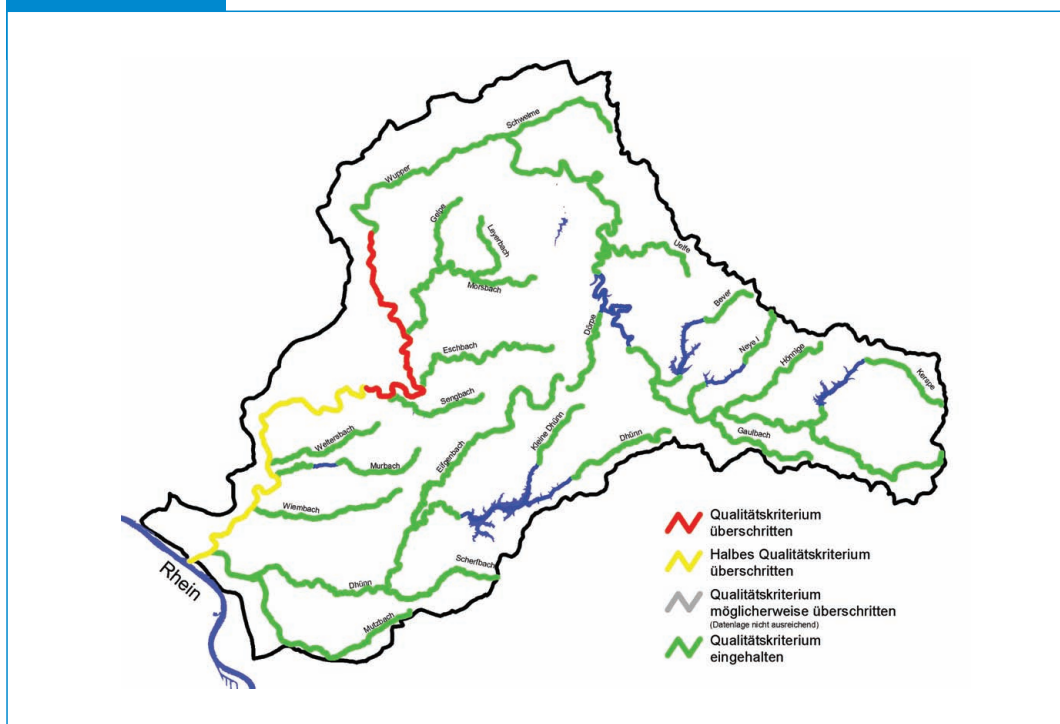 Schwelme
Wupper
Gelpe
Leyerbach
Morsbach
Uelfe
Bever
Neye I
Hönnige
Kerspe
Dörpe
Eschbach
Sengbach
Gaulbach
Weltersbach
Murbach
Eifgenbach
Kleine Dhünn
Dhünn
Wiembach
Rhein
Dhünn
Scherfbach
Mutzbach
Qualitätskriterium
überschritten
Halbes Qualitätskriterium
überschritten
Qualitätskriterium
möglicherweise überschritten
(Datenlage nicht ausreichend)
Qualitätskriterium
eingehalten